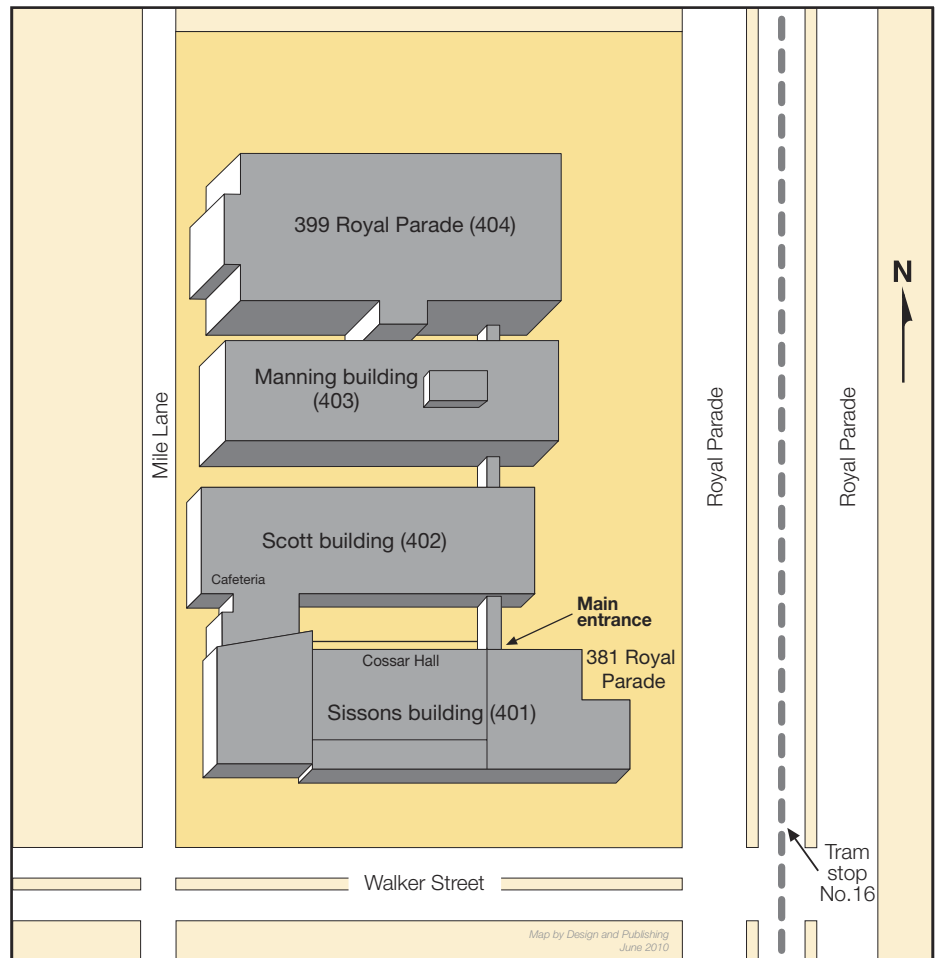 399 Royal Parade (404)
N
Manning building
(403)
Mile Lane
Royal Parade
Royal Parade
Scott building (402)
Cafeteria
Main
entrance
Cossar Hall
381 Royal
Parade
Sissons building (401)
Tram
stop
No.16
Walker Street
Map by Design and Publishing
June 2010